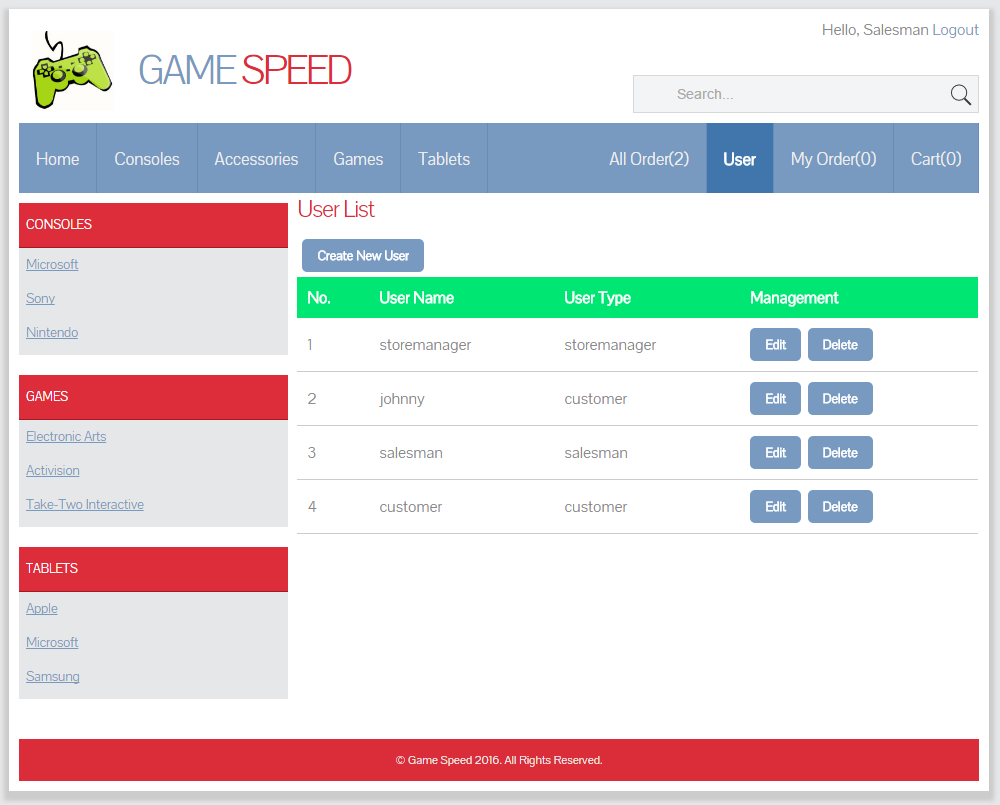 Hello, Salesman Logout
GAME SPEED
Search...
Home Consoles Accessories Games Tablets All Order(2) User My Order(0) Cart(0)
CONSOLES
Microsoft
Sony
Nintendo
GAMES
Electronic Arts
Activision
Take-Two Interactive
TABLETS
Apple
Microsoft
Samsung
User List
Create New User
No. User Name User Type Management
1 storemanager storemanager Edit Delete
2 johnny customer Edit Delete
3 salesman salesman Edit Delete
4 customer customer Edit Delete
© Game Speed 2016. All Rights Reserved.